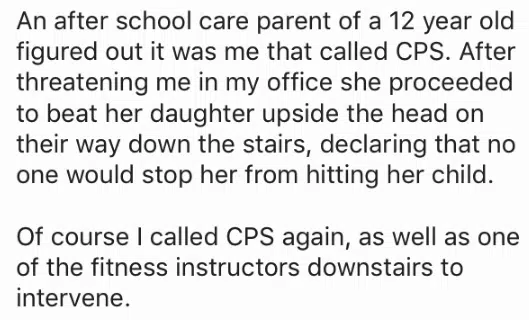 An after school care parent of a 12 year old
figured out it was me that called CPS. After
threatening me in my office she proceeded
to beat her daughter upside the head on
their way down the stairs, declaring that no
one would stop her from hitting her child.
Of course I called CPS again, as well as one
of the fitness instructors downstairs to
intervene.